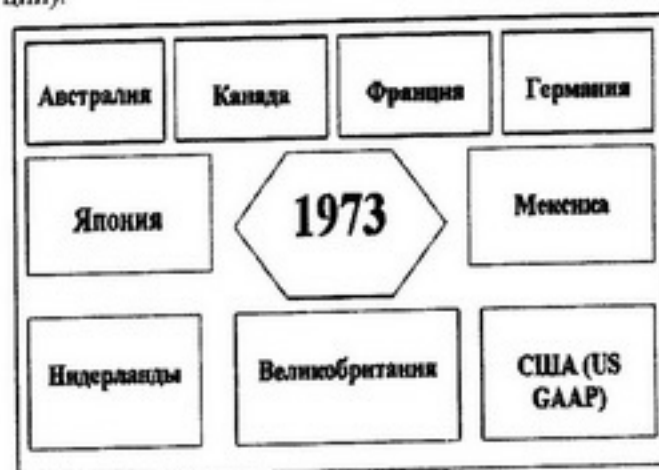 Австралия
Канада
Франция
Германия
Япония
1973
Мексика
Нидерланды
Великобритания
США (US
GAAP)